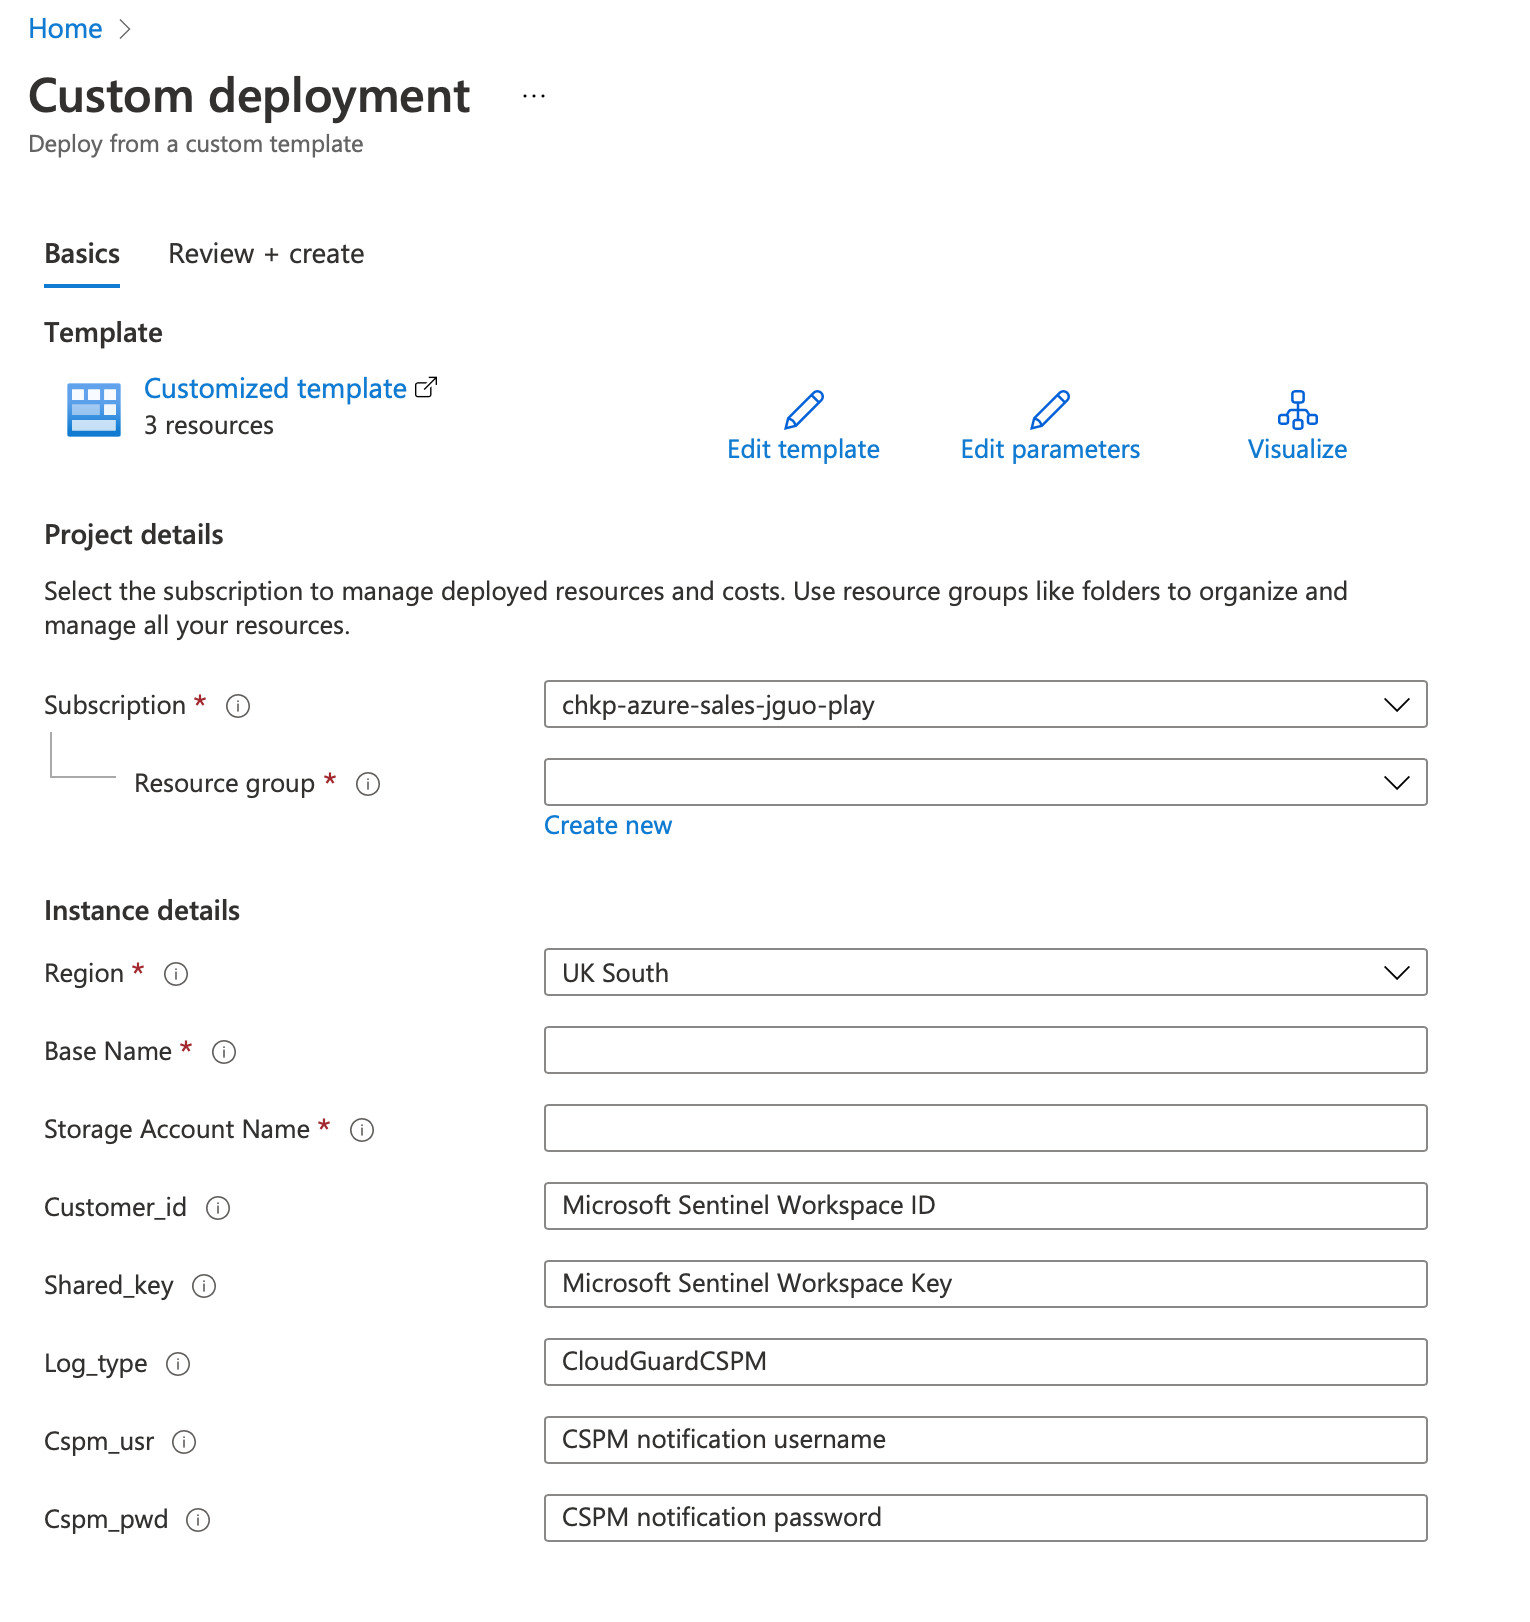 Home >
Custom deployment ...
Deploy from a custom template
Basics Review + create
Template
Customized template
3 resources
Edit template Edit parameters Visualize
Project details
Select the subscription to manage deployed resources and costs. Use resource groups like folders to organize and
manage all your resources.
Subscription * chkp-azure-sales-jguo-play
Resource group *
Create new
Instance details
Region * UK South
Base Name *
Storage Account Name *
Customer_id Microsoft Sentinel Workspace ID
Shared_key Microsoft Sentinel Workspace Key
Log_type CloudGuardCSPM
Cspm_usr CSPM notification username
Cspm_pwd CSPM notification password